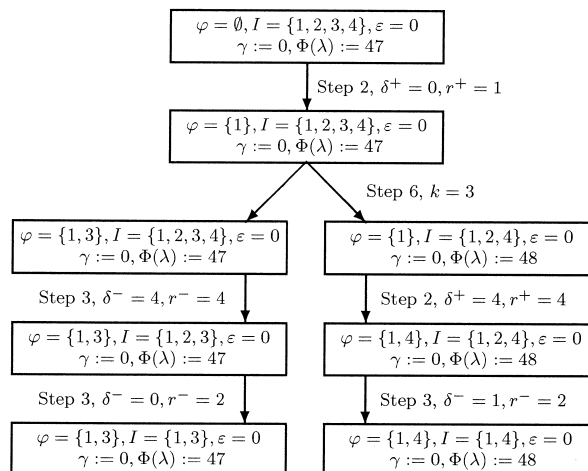 φ = ∅, I = {1, 2, 3, 4}, ε = 0
γ := 0, Φ(λ) := 47
Step 2, δ⁺ = 0, r⁺ = 1
φ = {1}, I = {1, 2, 3, 4}, ε = 0
γ := 0, Φ(λ) := 47
Step 6, k = 3
φ = {1, 3}, I = {1, 2, 3, 4}, ε = 0
γ := 0, Φ(λ) := 47
φ = {1}, I = {1, 2, 4}, ε = 0
γ := 0, Φ(λ) := 48
Step 3, δ⁻ = 4, r⁻ = 4
Step 2, δ⁺ = 4, r⁺ = 4
φ = {1, 3}, I = {1, 2, 3}, ε = 0
γ := 0, Φ(λ) := 47
φ = {1, 4}, I = {1, 2, 4}, ε = 0
γ := 0, Φ(λ) := 48
Step 3, δ⁻ = 0, r⁻ = 2
Step 3, δ⁻ = 1, r⁻ = 2
φ = {1, 3}, I = {1, 3}, ε = 0
γ := 0, Φ(λ) := 47
φ = {1, 4}, I = {1, 4}, ε = 0
γ := 0, Φ(λ) := 48